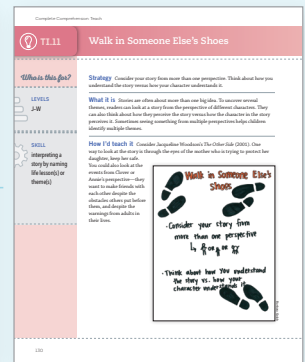 Complete Comprehension: Teach
T1.11
Walk in Someone Else's Shoes
Who is this for?
LEVELS
J–W
SKILL
interpreting a
story by naming
life lesson(s) or
theme(s)
Strategy Consider your story from more than one perspective. Think about how you
understand the story versus how your character understands it.
What it is Stories are often about more than one big idea. To uncover several
themes, readers can look at a story from the perspective of different characters. They
can also think about how they perceive the story versus how the character in the story
perceives it. Sometimes seeing something from multiple perspectives helps children
identify multiple themes.
How I'd teach it Consider Jacqueline Woodson's The Other Side (2001). One
way to look at the story is through the eyes of the mother who is trying to protect her
daughter, keep her safe.
You could also look at the
events from Clover or
Annie's perspective—they
want to make friends with
each other despite the
obstacles others put before
them, and despite the
warnings from adults in
their lives.
Walk in Someone Else's
Shoes
• Consider your story from
more than one perspective
or or
• Think about how you understand
the story vs. how your
character understands it